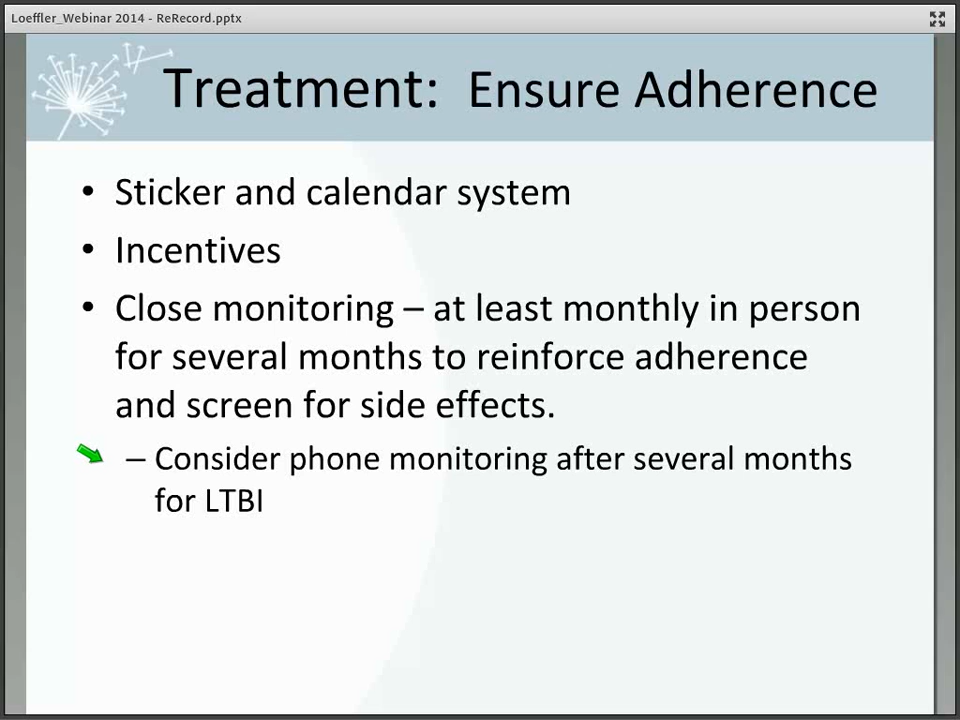 Loeffler_Webinar 2014 - ReRecord.pptx
Treatment: Ensure Adherence
• Sticker and calendar system
• Incentives
• Close monitoring – at least monthly in person
for several months to reinforce adherence
and screen for side effects.
– Consider phone monitoring after several months
for LTBI